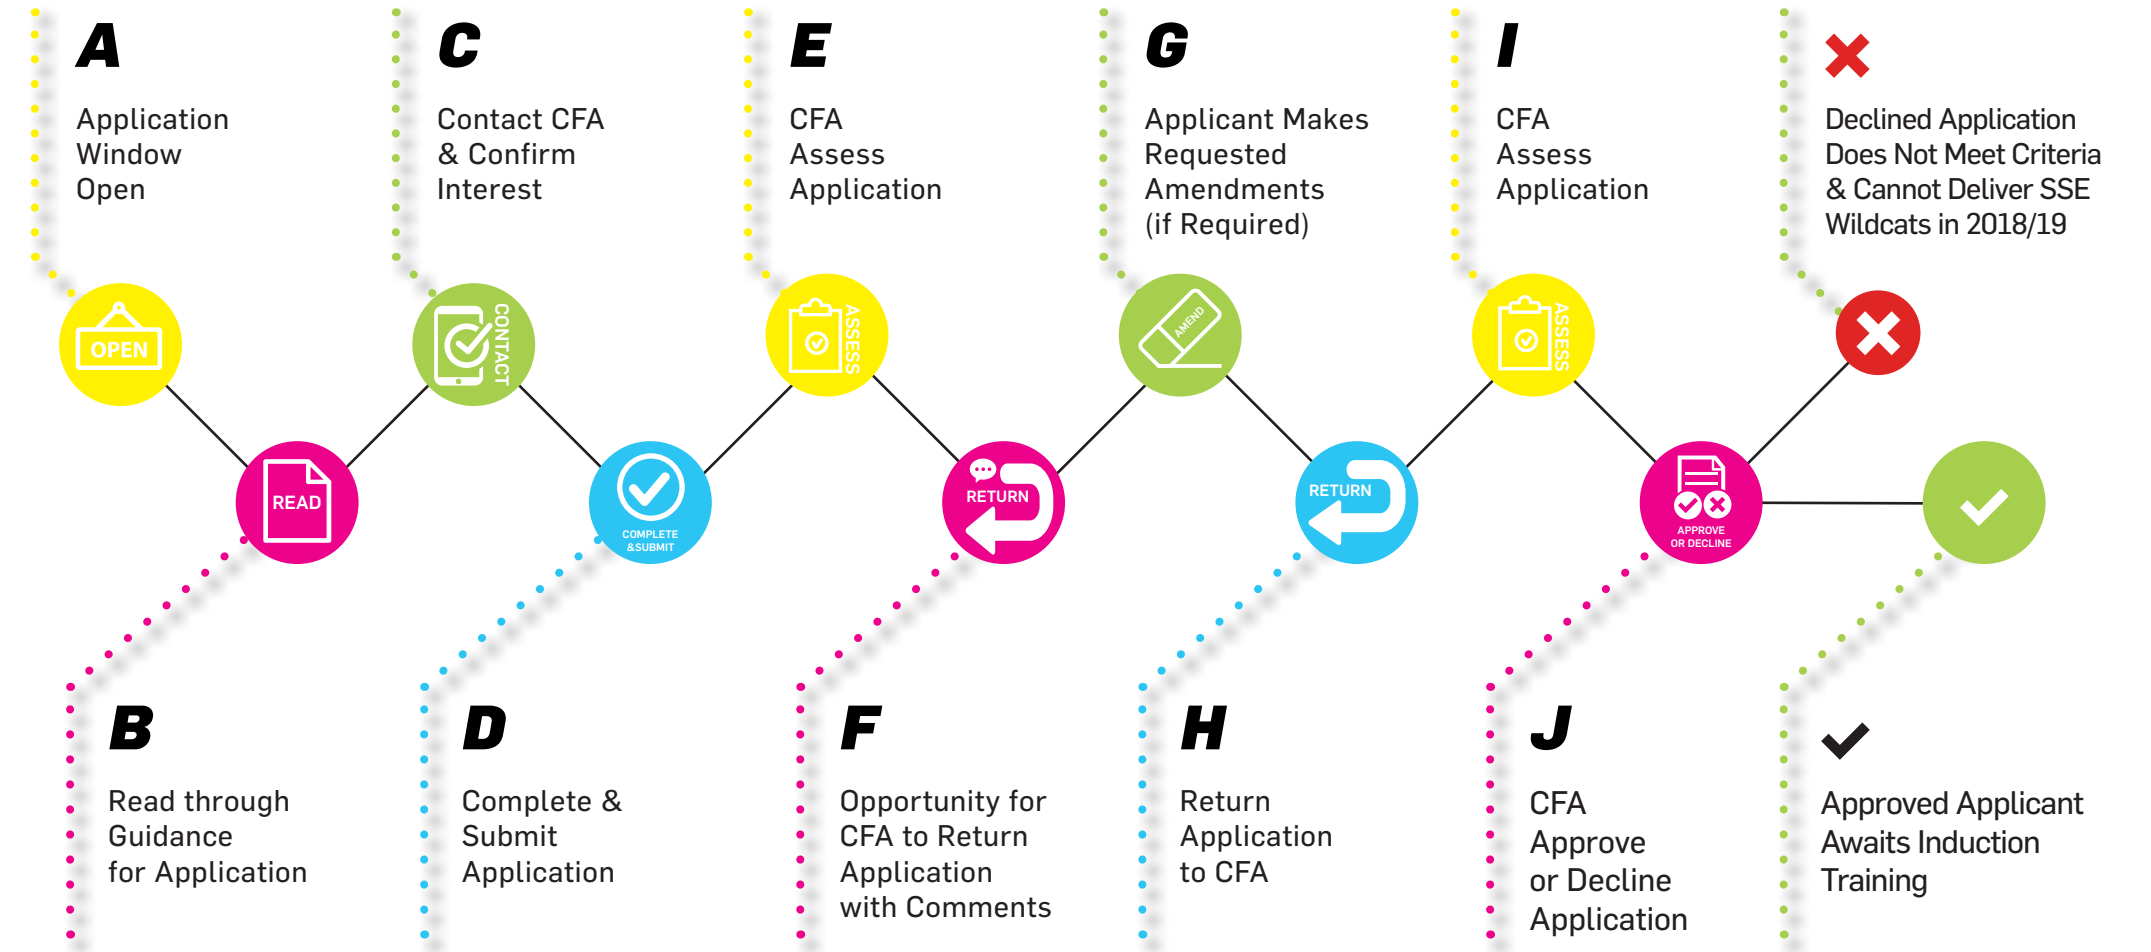 A
Application
Window
Open
C
Contact CFA
& Confirm
Interest
E
CFA
Assess
Application
G
Applicant Makes
Requested
Amendments
(if Required)
I
CFA
Assess
Application
Declined Application
Does Not Meet Criteria
& Cannot Deliver SSE
Wildcats in 2018/19
OPEN
READ
CONTACT
COMPLETE
&SUBMIT
ASSESS
RETURN
AMEND
RETURN
ASSESS
APPROVE
OR DECLINE
B
Read through
Guidance
for Application
D
Complete &
Submit
Application
F
Opportunity for
CFA to Return
Application
with Comments
H
Return
Application
to CFA
J
CFA
Approve
or Decline
Application
Approved Applicant
Awaits Induction
Training